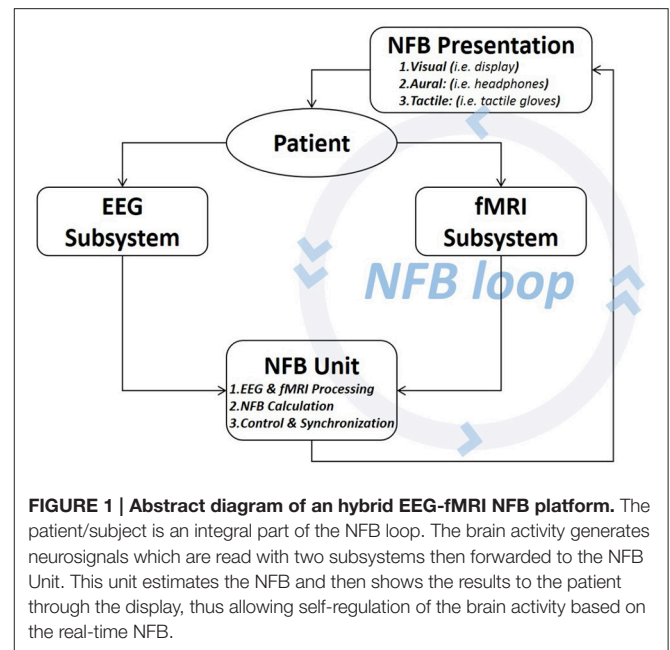 NFB Presentation
1.Visual (i.e. display)
2.Aural: (i.e. headphones)
3.Tactile: (i.e. tactile gloves)
Patient
EEG
Subsystem
fMRI
Subsystem
NFB loop
NFB Unit
1.EEG & fMRI Processing
2.NFB Calculation
3.Control & Synchronization
FIGURE 1 | Abstract diagram of an hybrid EEG-fMRI NFB platform. The
patient/subject is an integral part of the NFB loop. The brain activity generates
neurosignals which are read with two subsystems then forwarded to the NFB
Unit. This unit estimates the NFB and then shows the results to the patient
through the display, thus allowing self-regulation of the brain activity based on
the real-time NFB.